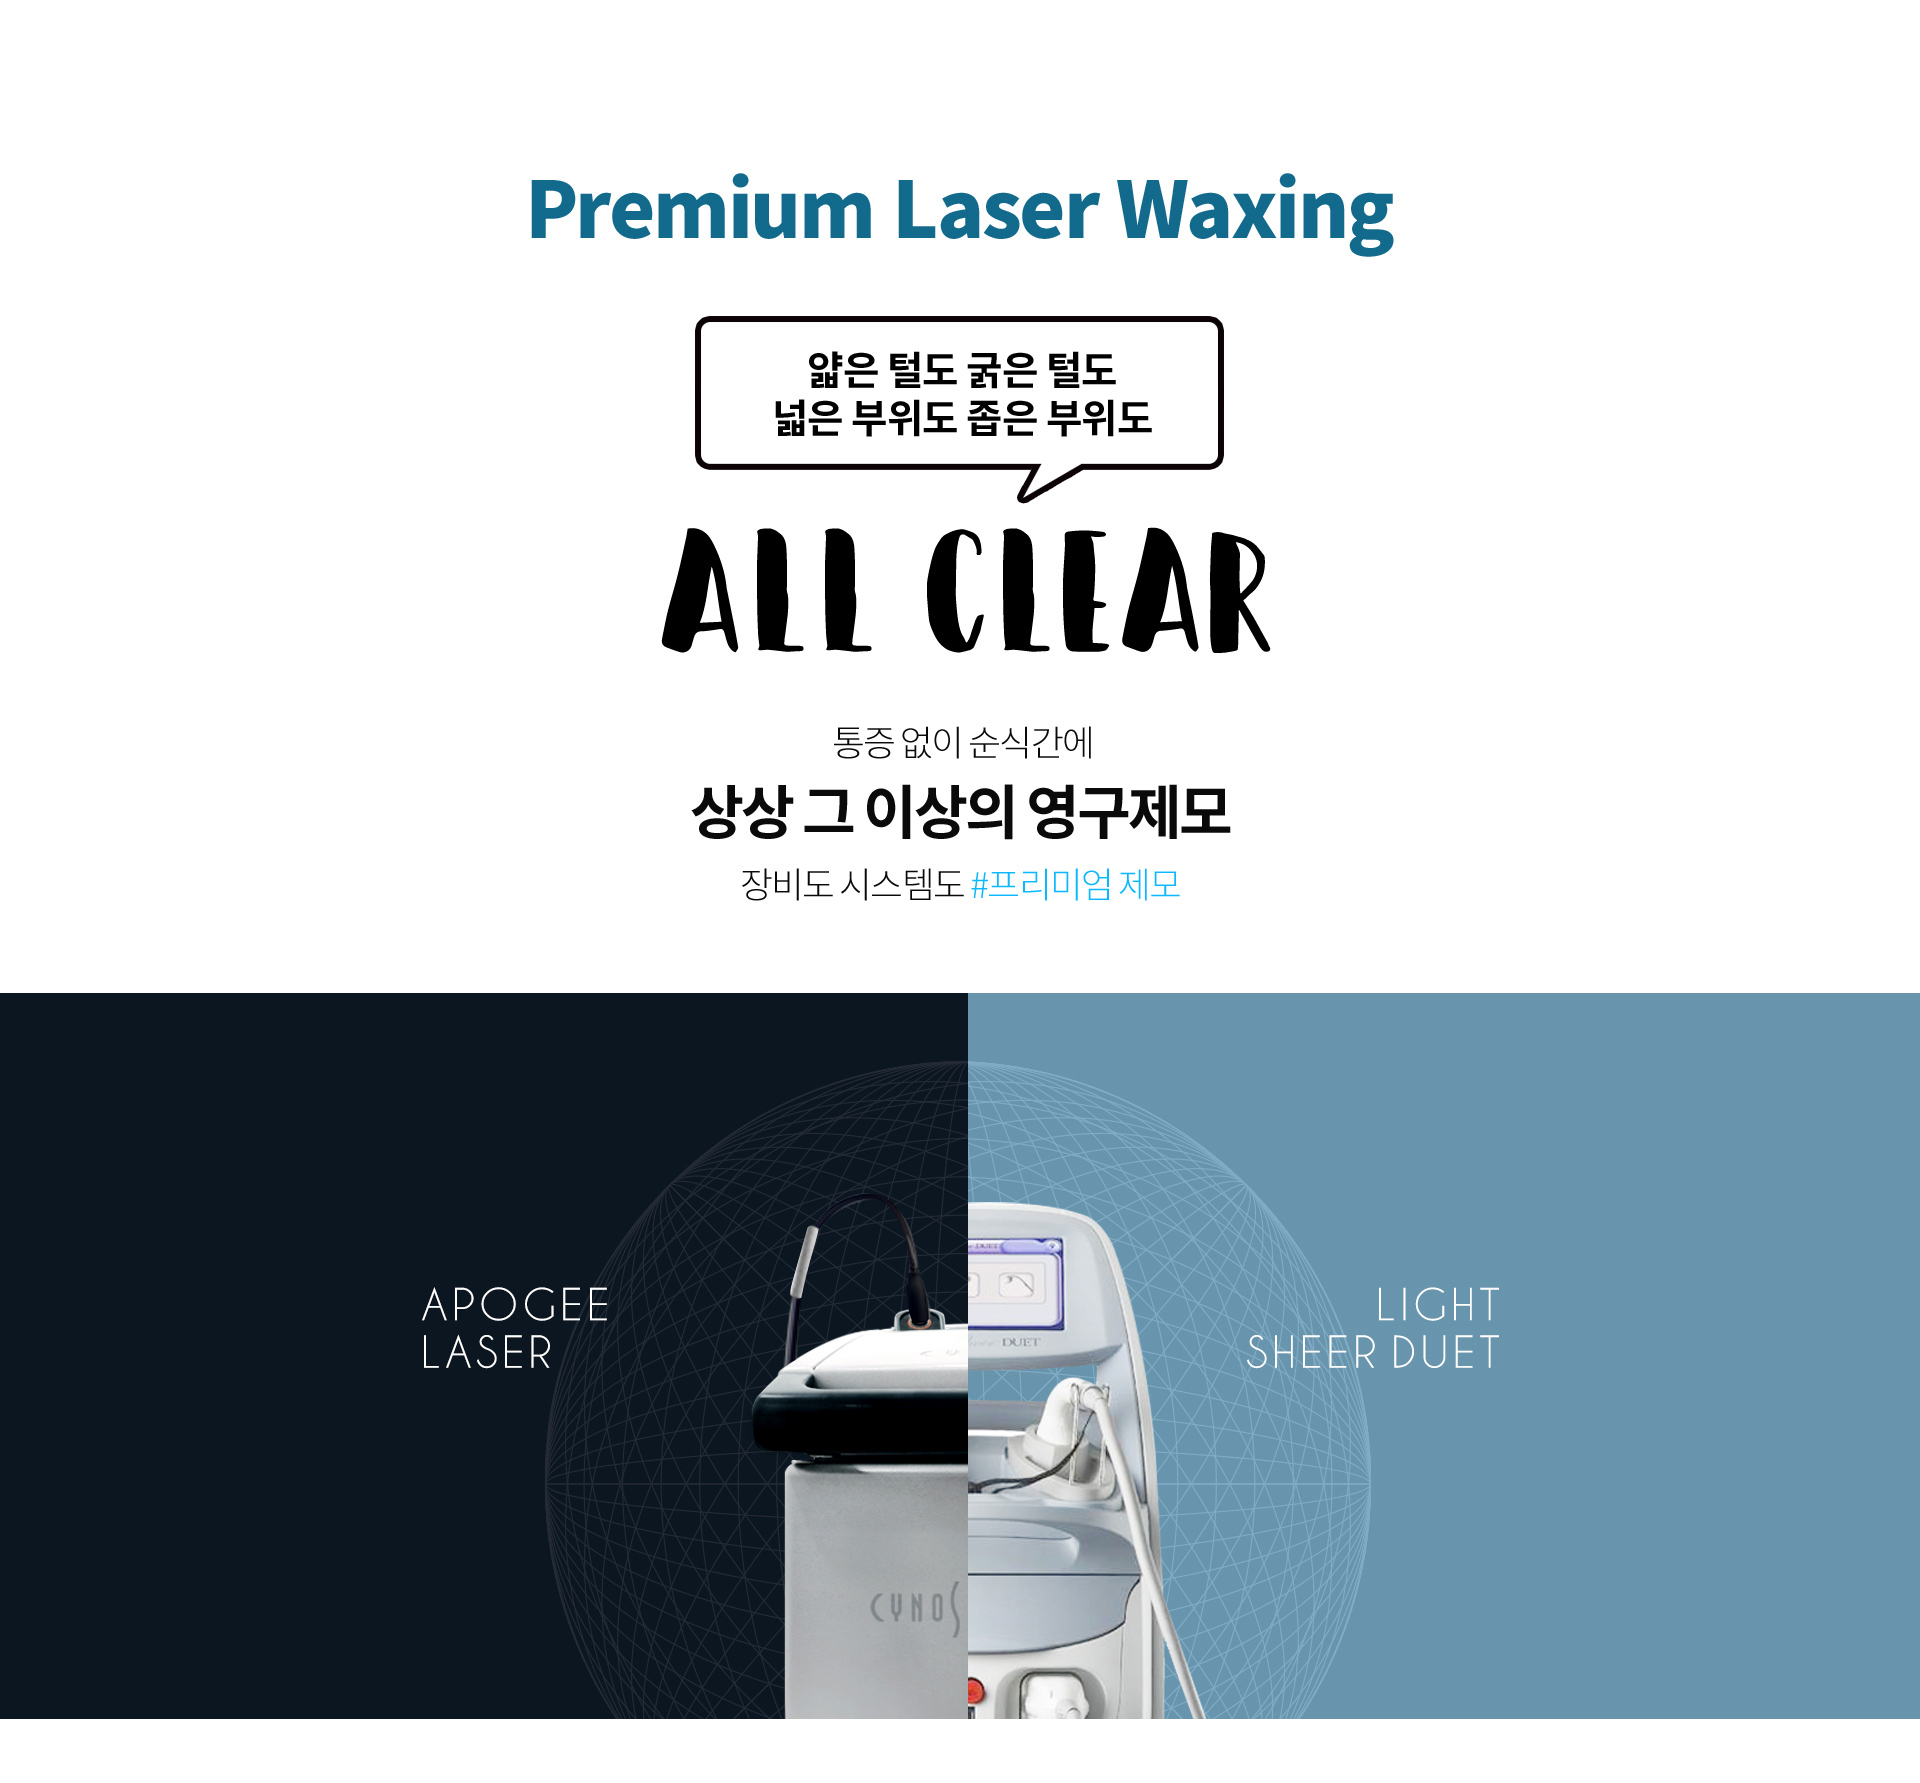 Premium Laser Waxing
얇은 털도 굵은 털도
넓은 부위도 좁은 부위도
ALL CLEAR
통증 없이 순식간에
상상 그 이상의 영구제모
장비도 시스템도 #프리미엄 제모
APOGEE
LASER
LIGHT
SHEER DUET
DUET
DUET
CYNOS